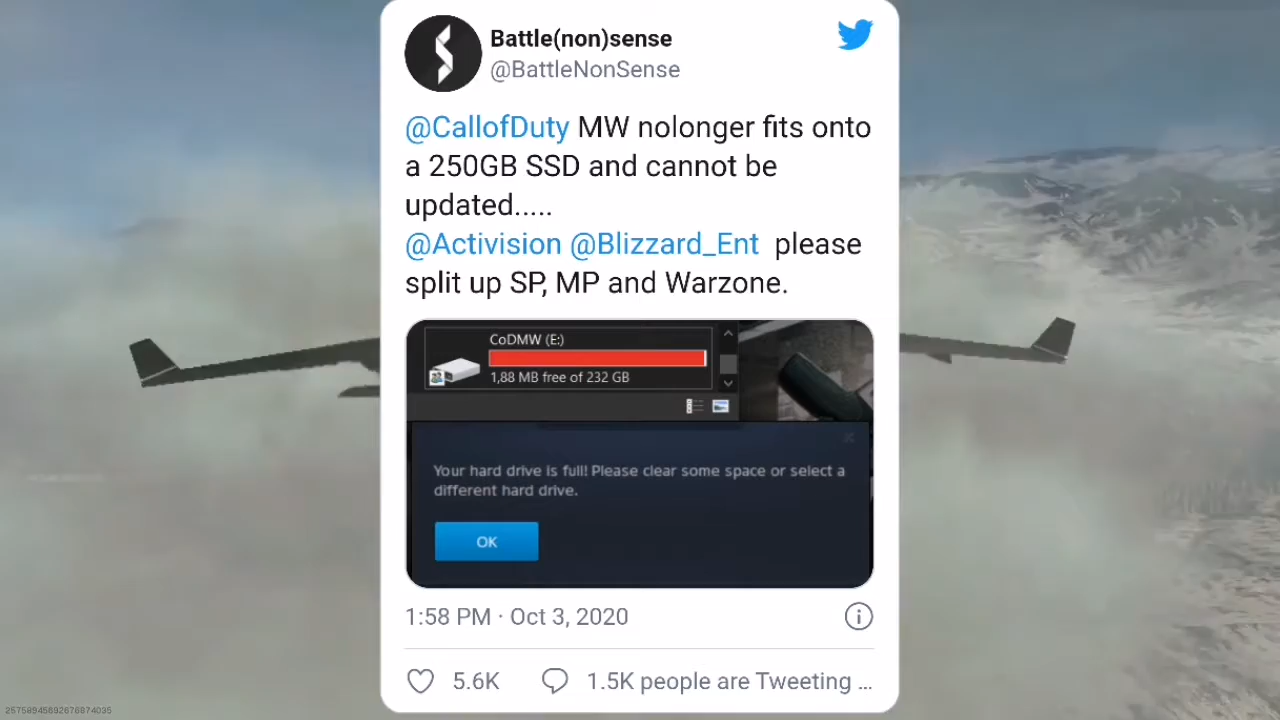 Battle(non)sense
@BattleNonSense
@CallofDuty MW nolonger fits onto
a 250GB SSD and cannot be
updated.....
@Activision @Blizzard_Ent please
split up SP, MP and Warzone.
CoDMW (E:)
1,88 MB free of 232 GB
Your hard drive is full! Please clear some space or select a
different hard drive.
OK
1:58 PM · Oct 3, 2020
5.6K
1.5K people are Tweeting ...